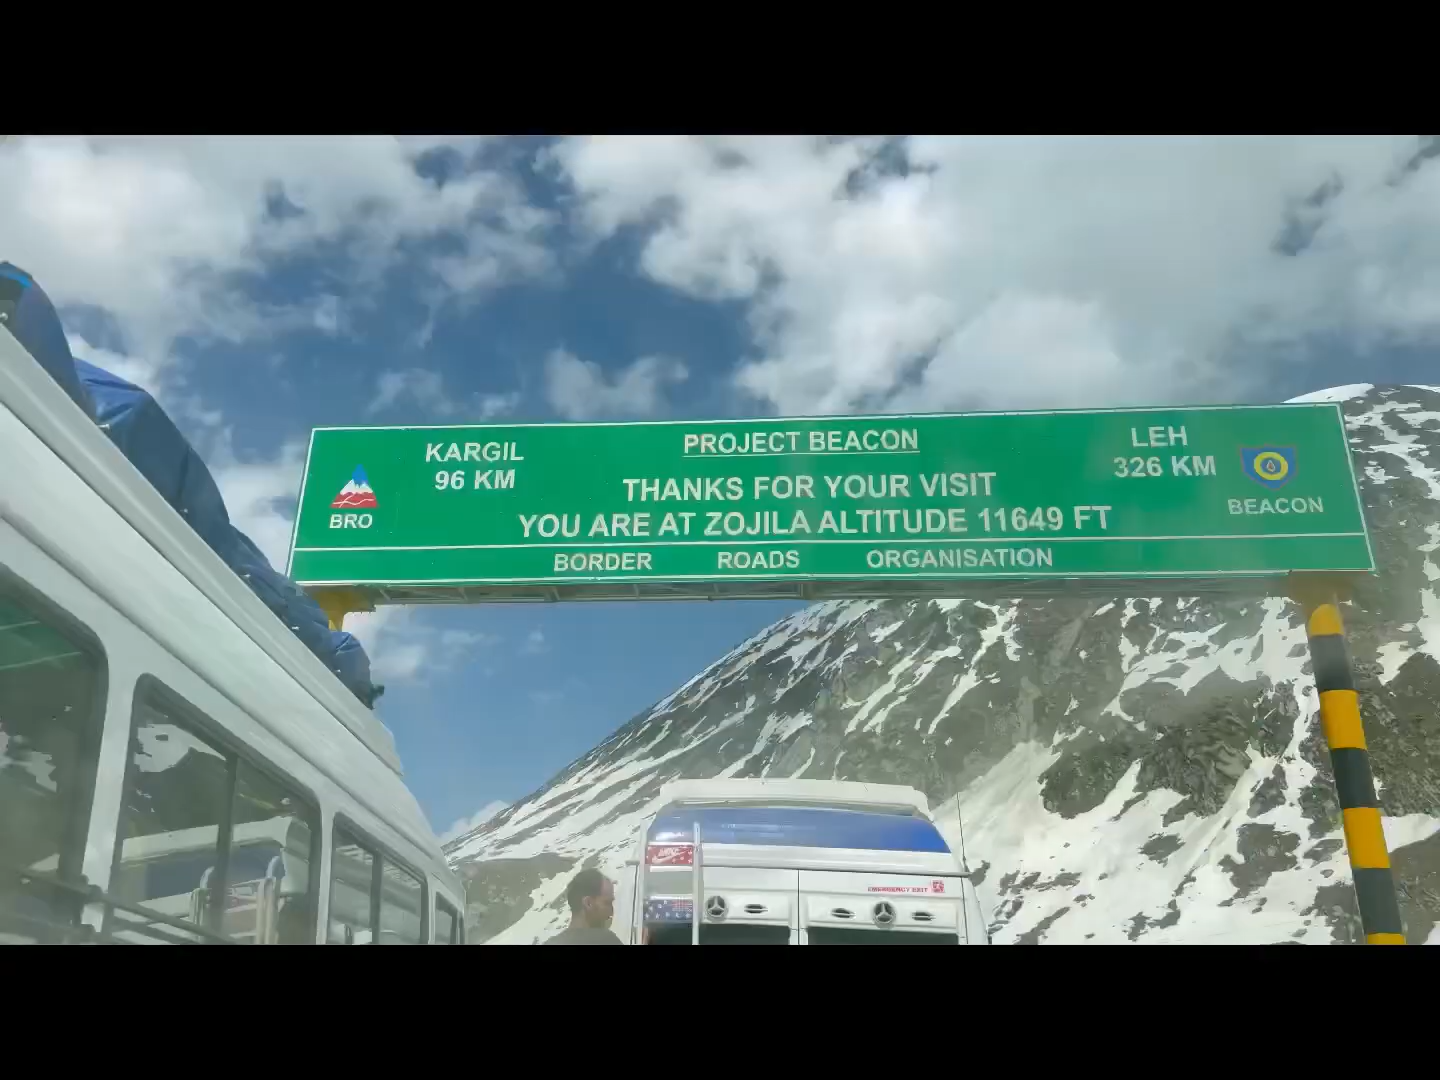 KARGIL
96 KM
PROJECT BEACON
LEH
326 KM
THANKS FOR YOUR VISIT
YOU ARE AT ZOJILA ALTITUDE 11649 FT
BRO
BEACON
BORDER ROADS ORGANISATION
EMERGENCY EXIT